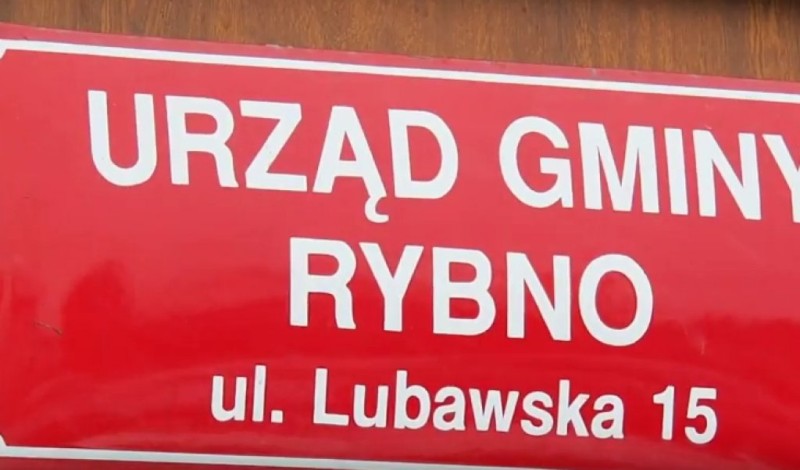 URZĄD GMINY
RYBNO
ul. Lubawska 15